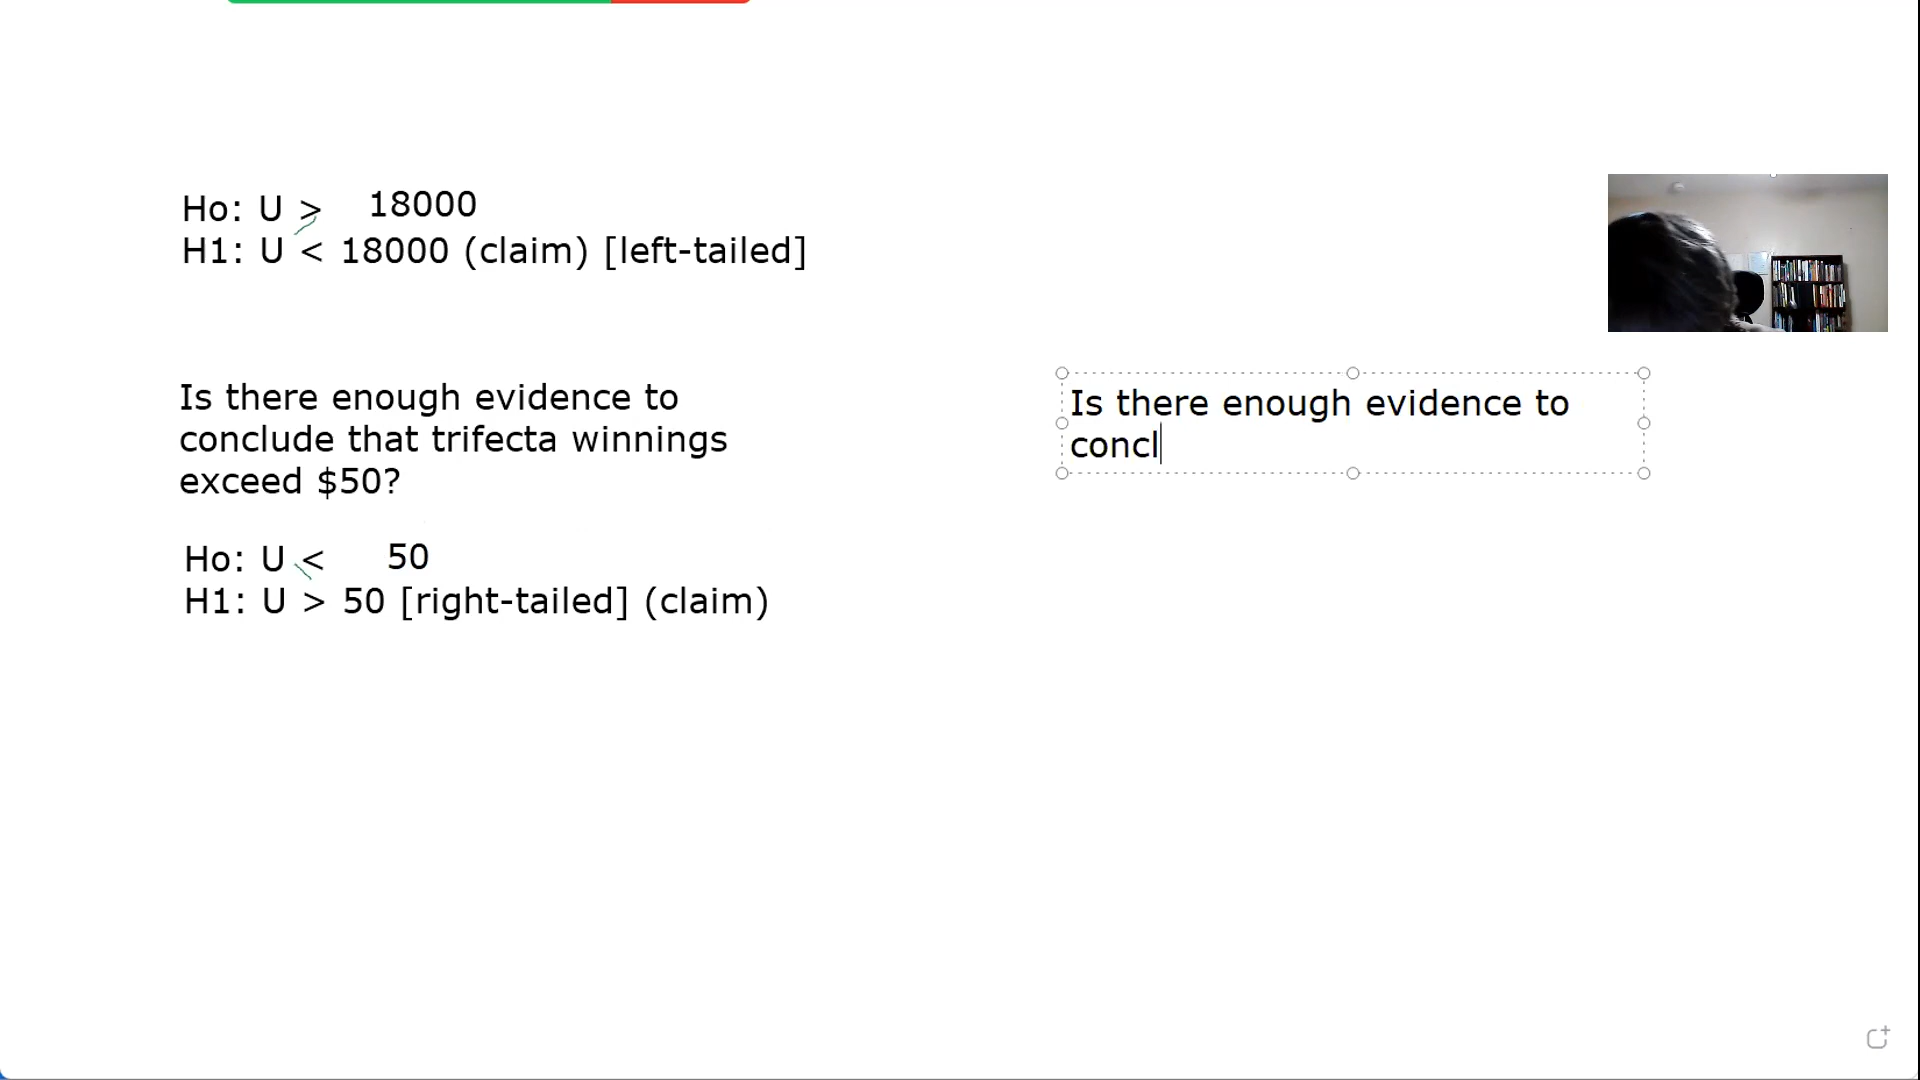 Ho: U ≥ 18000
H1: U < 18000 (claim) [left-tailed]
Is there enough evidence to
conclude that trifecta winnings
exceed $50?
Ho: U ≤ 50
H1: U > 50 [right-tailed] (claim)
Is there enough evidence to
concl